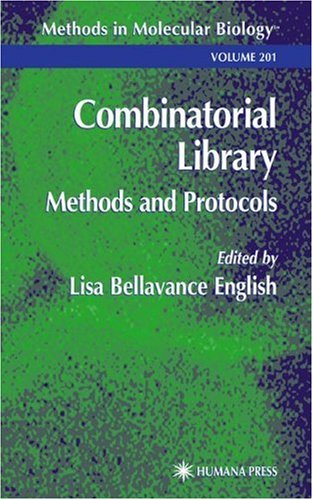 Methods in Molecular Biology™
VOLUME 201
Combinatorial
Library
Methods and Protocols
Edited by
Lisa Bellavance English
HUMANA PRESS